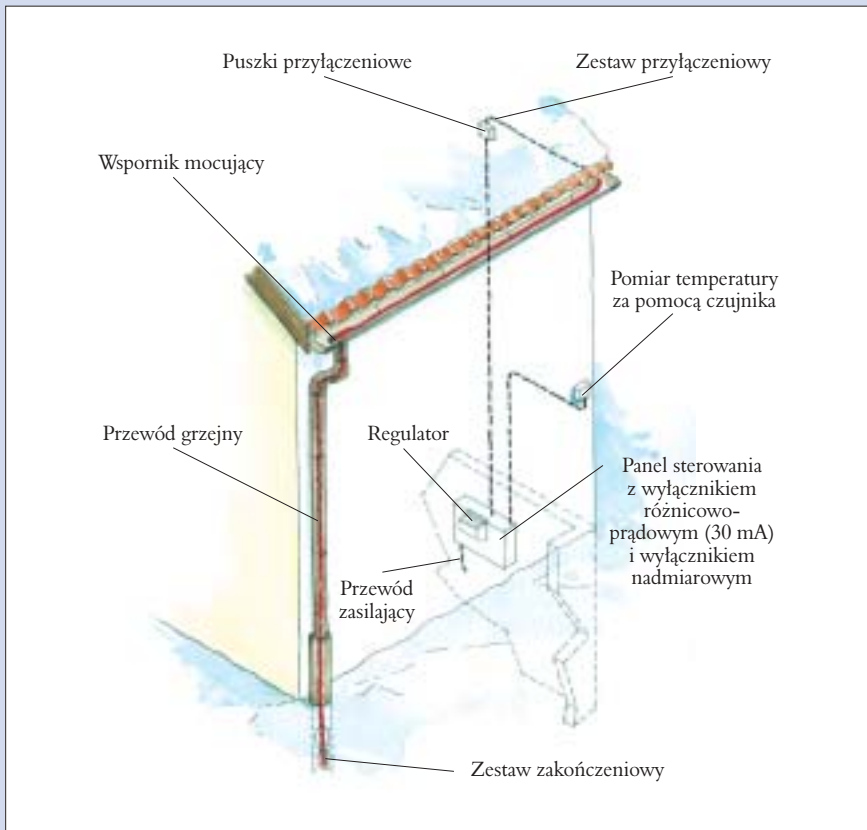 Puszki przyłączeniowe
Zestaw przyłączeniowy
Wspornik mocujący
Pomiar temperatury
za pomocą czujnika
Przewód grzejny
Regulator
Panel sterowania
z wyłącznikiem
różnicowo-
prądowym (30 mA)
i wyłącznikiem
nadmiarowym
Przewód
zasilający
Zestaw zakończeniowy